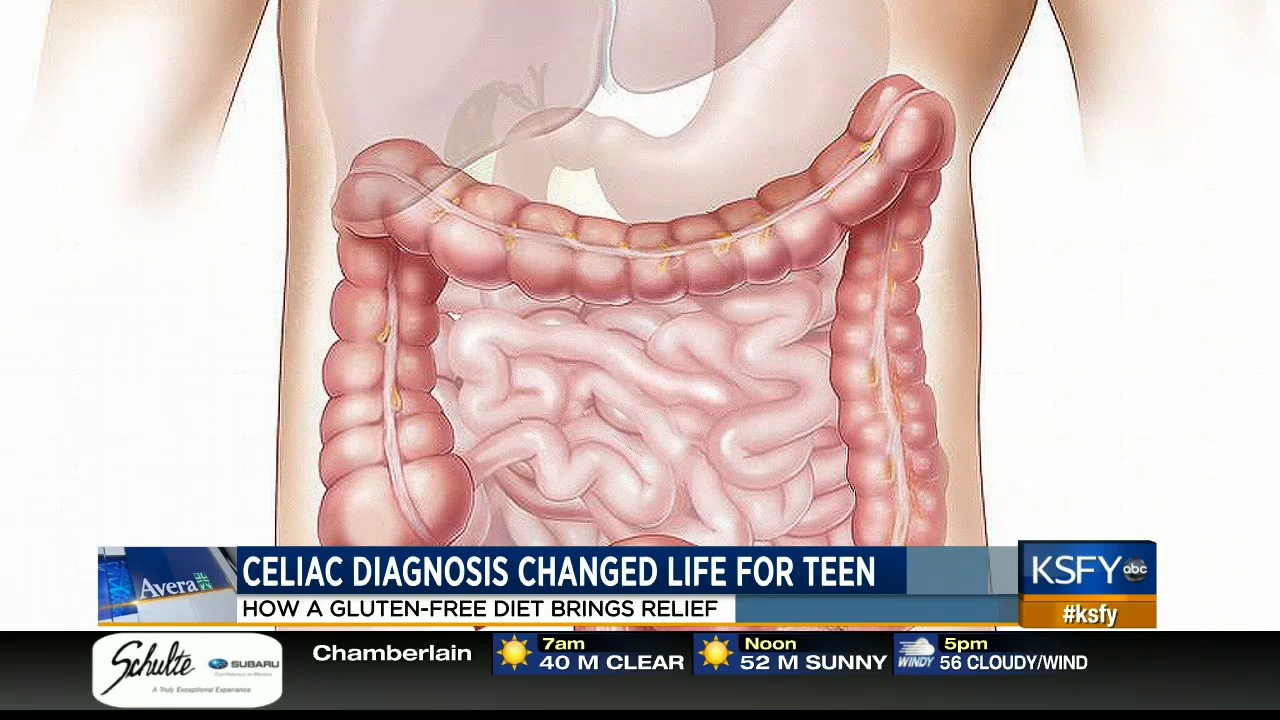 CELIAC DIAGNOSIS CHANGED LIFE FOR TEEN
HOW A GLUTEN-FREE DIET BRINGS RELIEF
Avera
KSFY abc
#ksfy
Schulte
SUBARU
A Truly Exceptional Experience
Chamberlain
7am
40 M CLEAR
Noon
52 M SUNNY
WINDY
5pm
56 CLOUDY/WIND